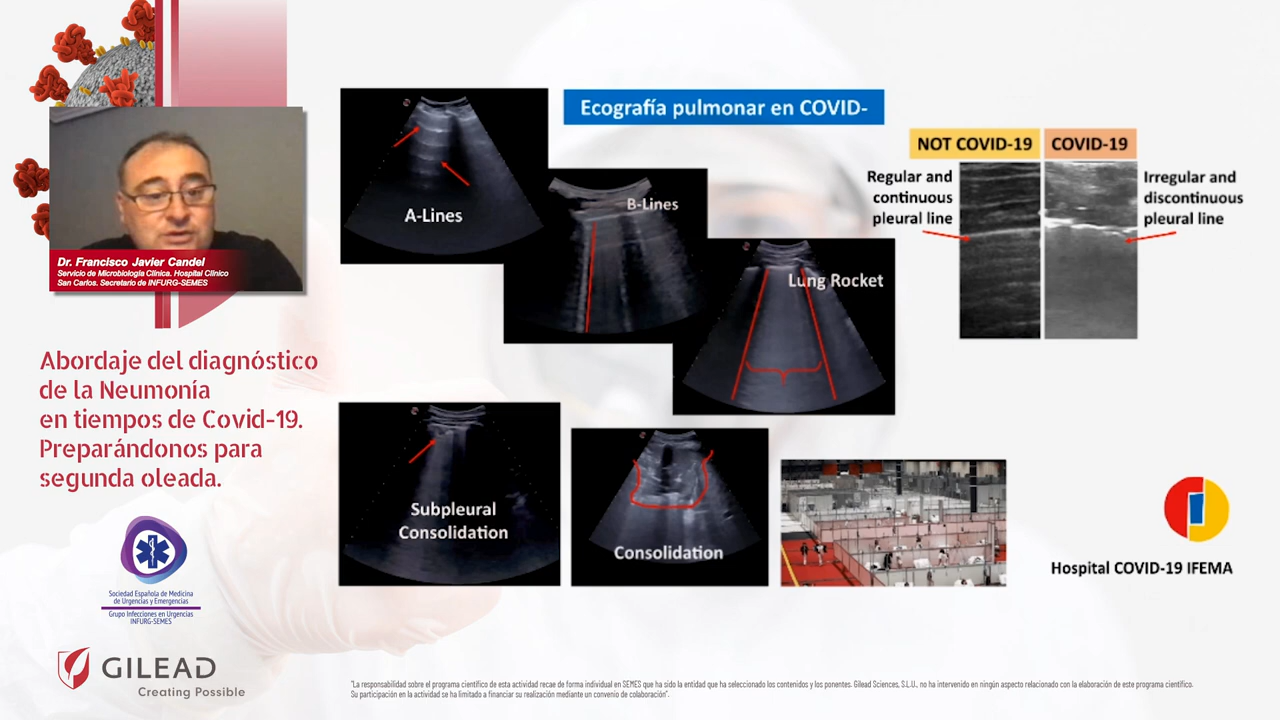 Ecografía pulmonar en COVID-
A-Lines
B-Lines
Lung Rocket
NOT COVID-19
COVID-19
Regular and
continuous
pleural line
Irregular and
discontinuous
pleural line
Dr. Francisco Javier Candel
Servicio de Microbiología Clínica. Hospital Clínico
San Carlos. Secretario de INFURG-SEMES
Abordaje del diagnóstico
de la Neumonía
en tiempos de Covid-19.
Preparándonos para
segunda oleada.
Subpleural
Consolidation
Consolidation
Hospital COVID-19 IFEMA
Sociedad Española de Medicina
de Urgencias y Emergencias
Grupo Infecciones en Urgencias
INFURG-SEMES
GILEAD
Creating Possible
"La responsabilidad sobre el programa científico de esta actividad recae de forma individual en SEMES que ha sido la entidad que ha seleccionado los contenidos y los ponentes. Gilead Sciences, S.L.U., no ha intervenido en ningún aspecto relacionado con la elaboración de este programa científico.
Su participación en la actividad se ha limitado a financiar su realización mediante un convenio de colaboración".